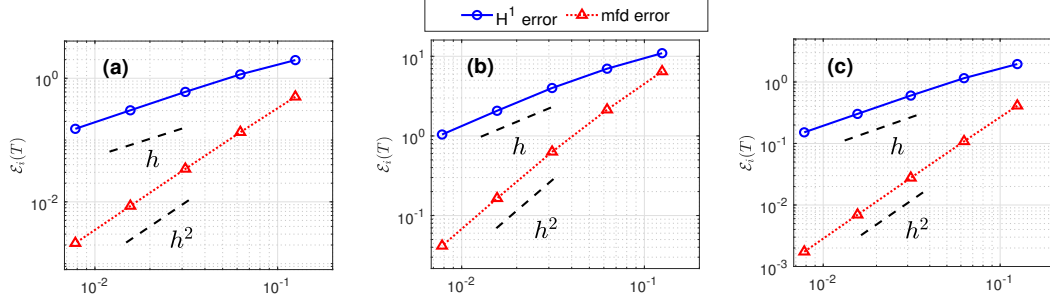 H¹ error mfd error
(a)
10⁰
10⁻²
ℰᵢ(T)
h
h²
10⁻² 10⁻¹
(b)
10¹
10⁰
10⁻¹
ℰᵢ(T)
h
h²
10⁻² 10⁻¹
(c)
10⁰
10⁻¹
10⁻²
10⁻³
ℰᵢ(T)
h
h²
10⁻² 10⁻¹